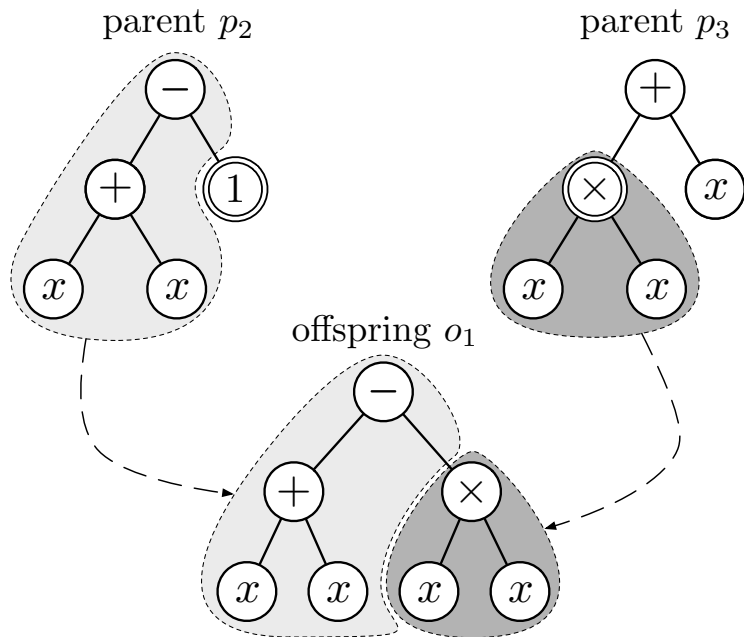 parent p₂
parent p₃
−
+
+
1
×
x
x
x
x
x
offspring o₁
−
+
×
x
x
x
x